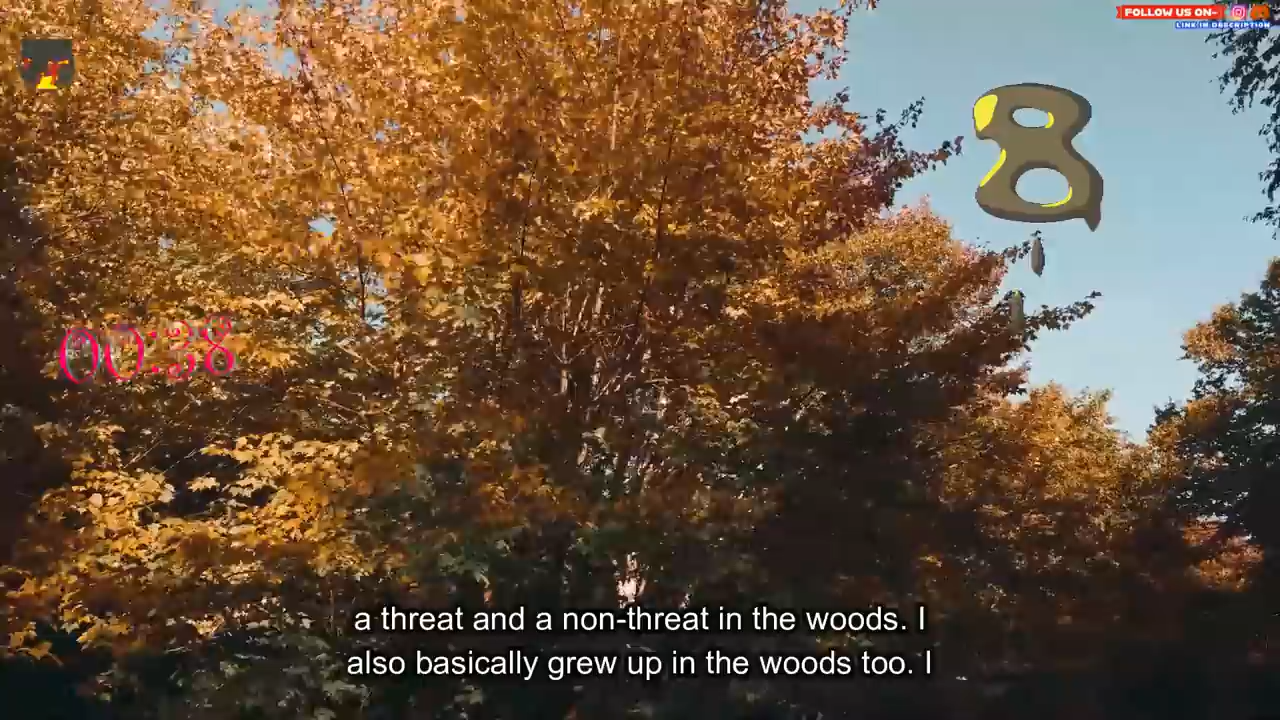 FOLLOW US ON-
LINK IN DESCRIPTION
8
00:38
a threat and a non-threat in the woods. I
also basically grew up in the woods too. I